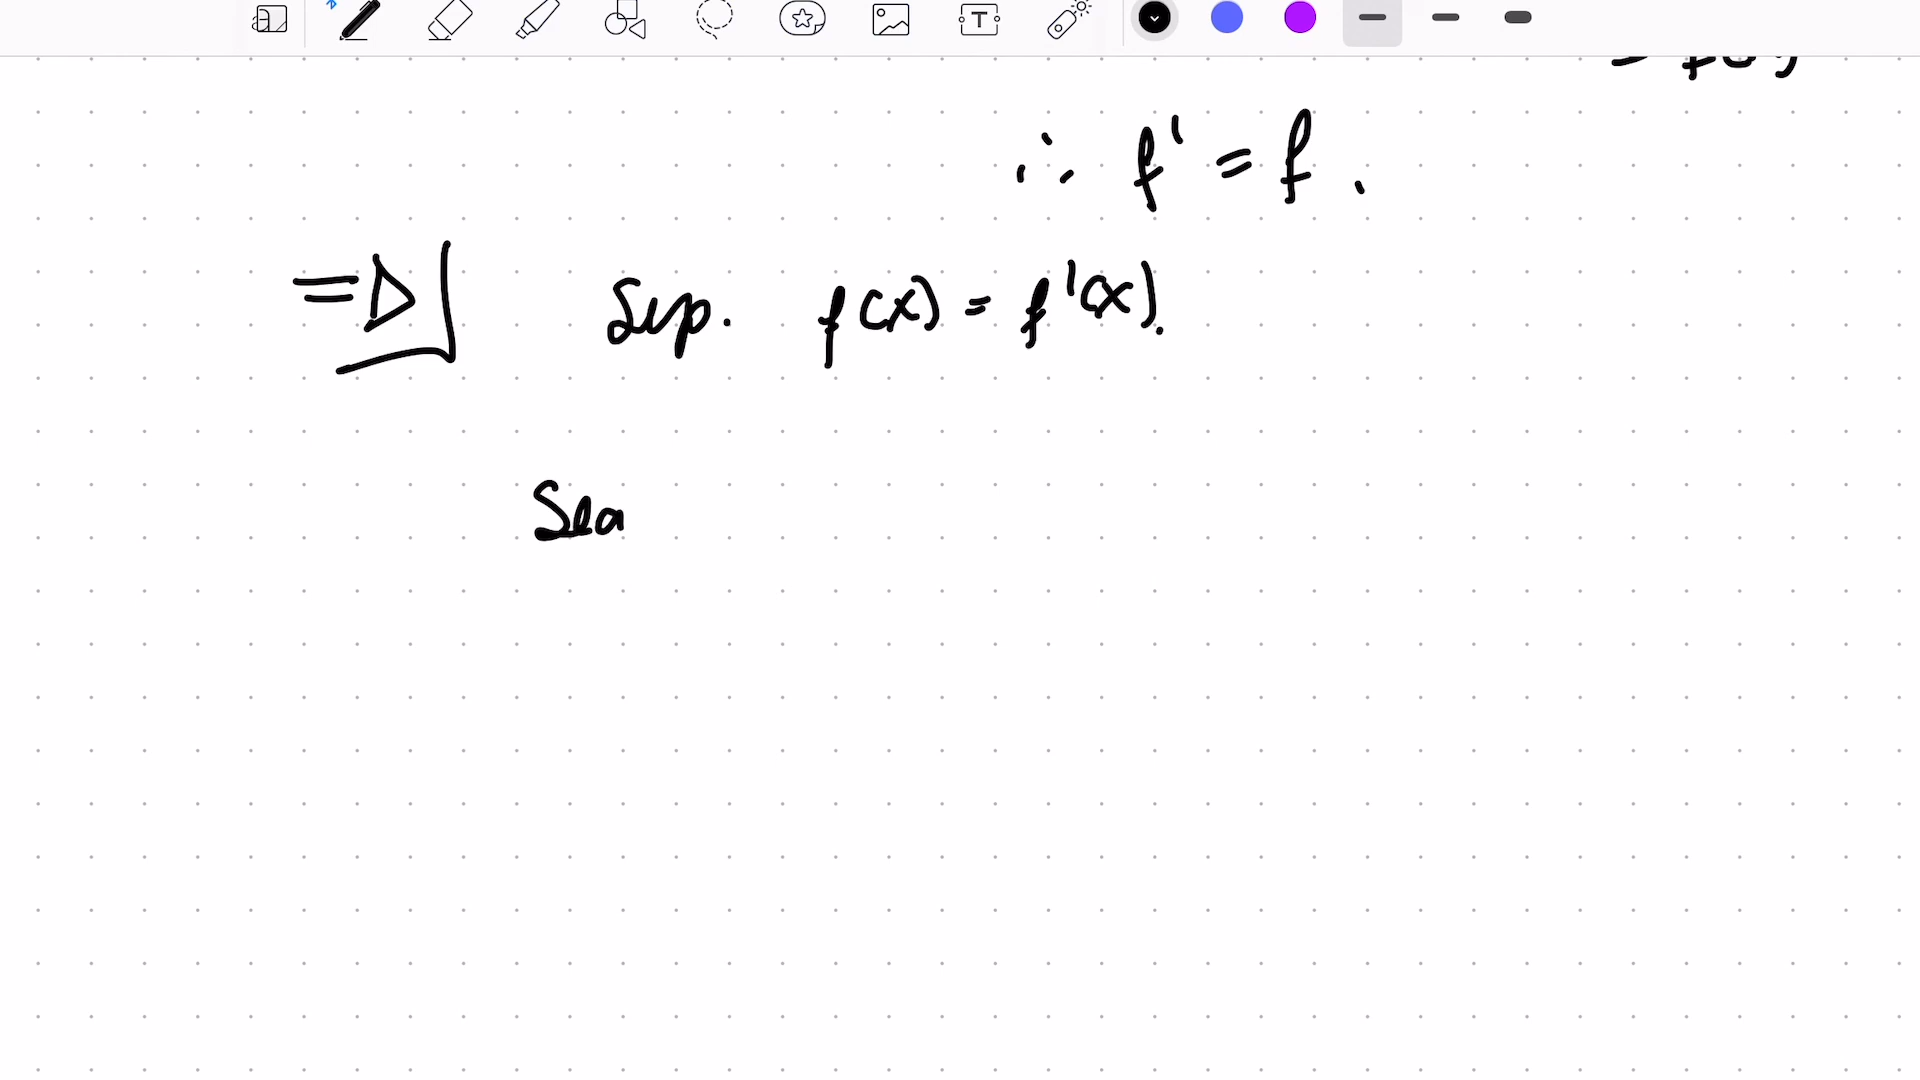 ∴ f' = f .
⇒| Sup. f(x) = f'(x).
Sea